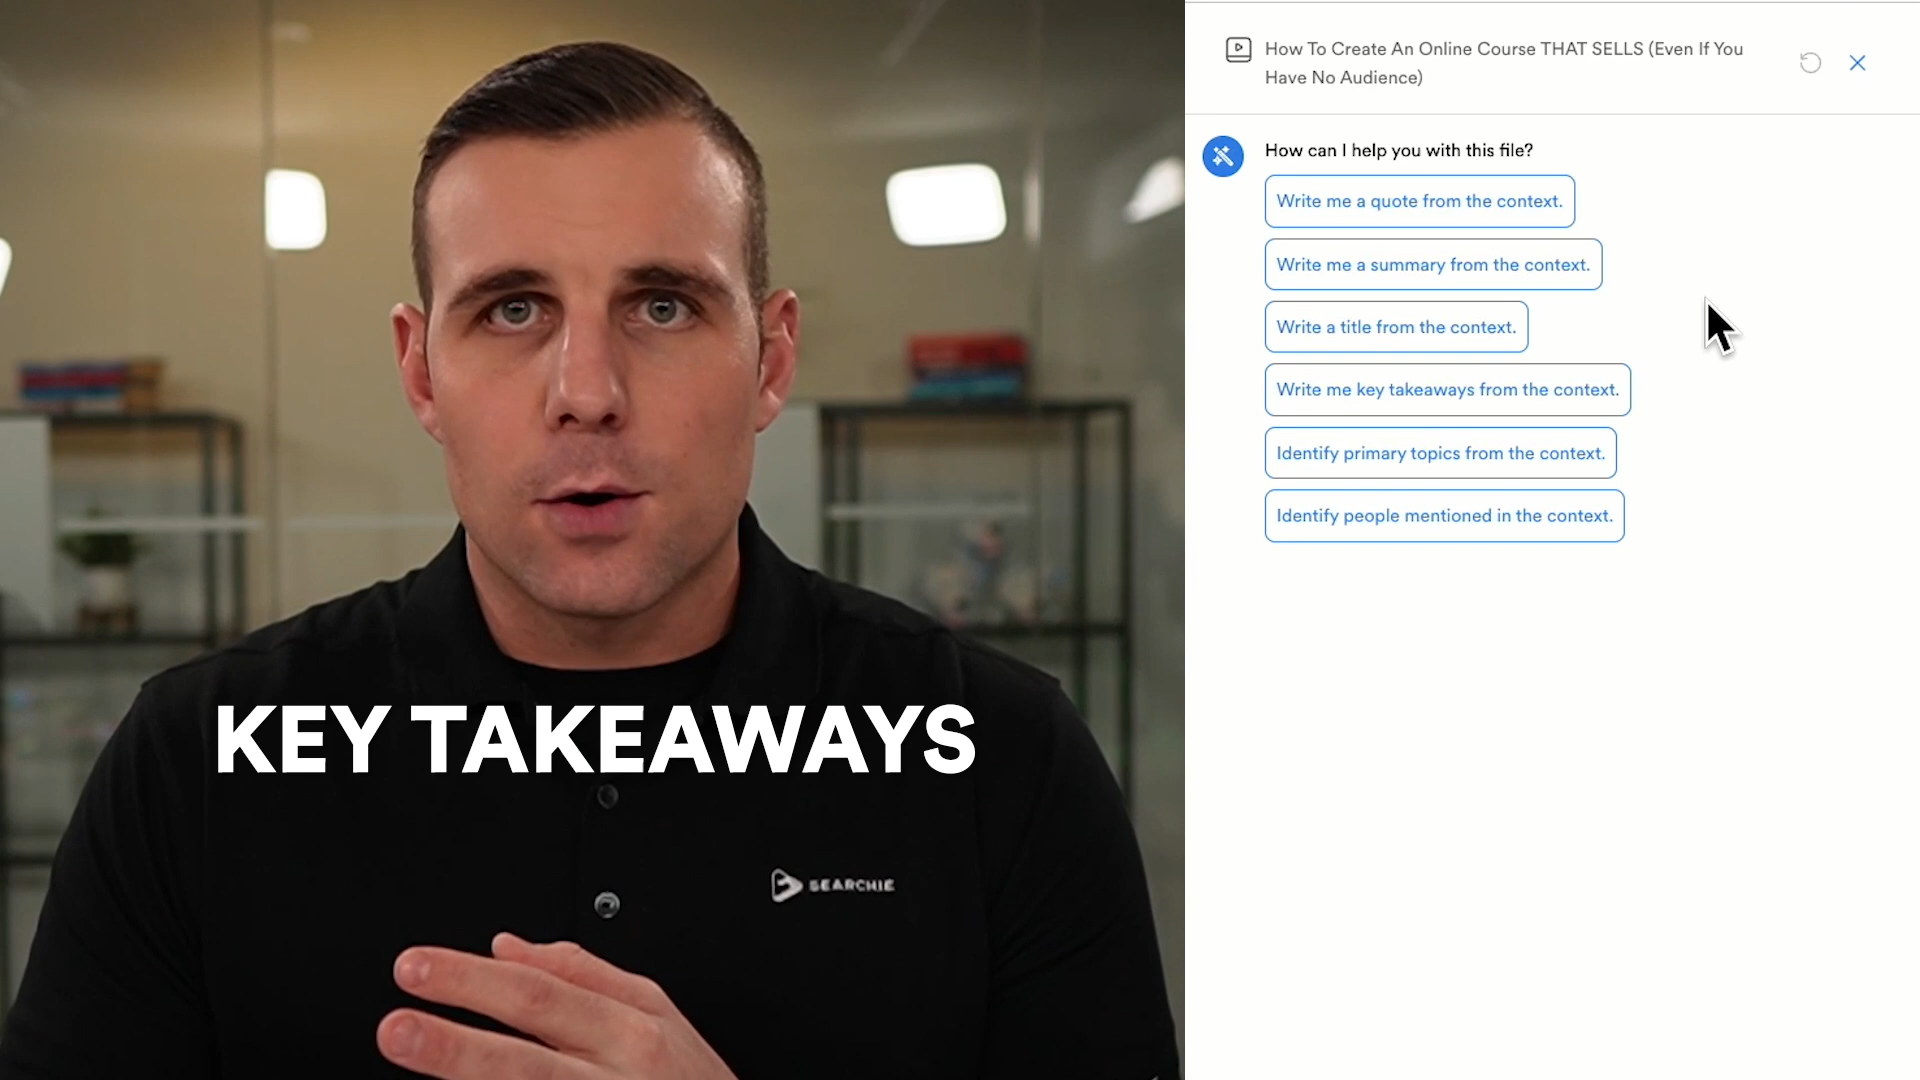 KEY TAKEAWAYS
SEARCHIE
How To Create An Online Course THAT SELLS (Even If You
Have No Audience)
How can I help you with this file?
Write me a quote from the context.
Write me a summary from the context.
Write a title from the context.
Write me key takeaways from the context.
Identify primary topics from the context.
Identify people mentioned in the context.